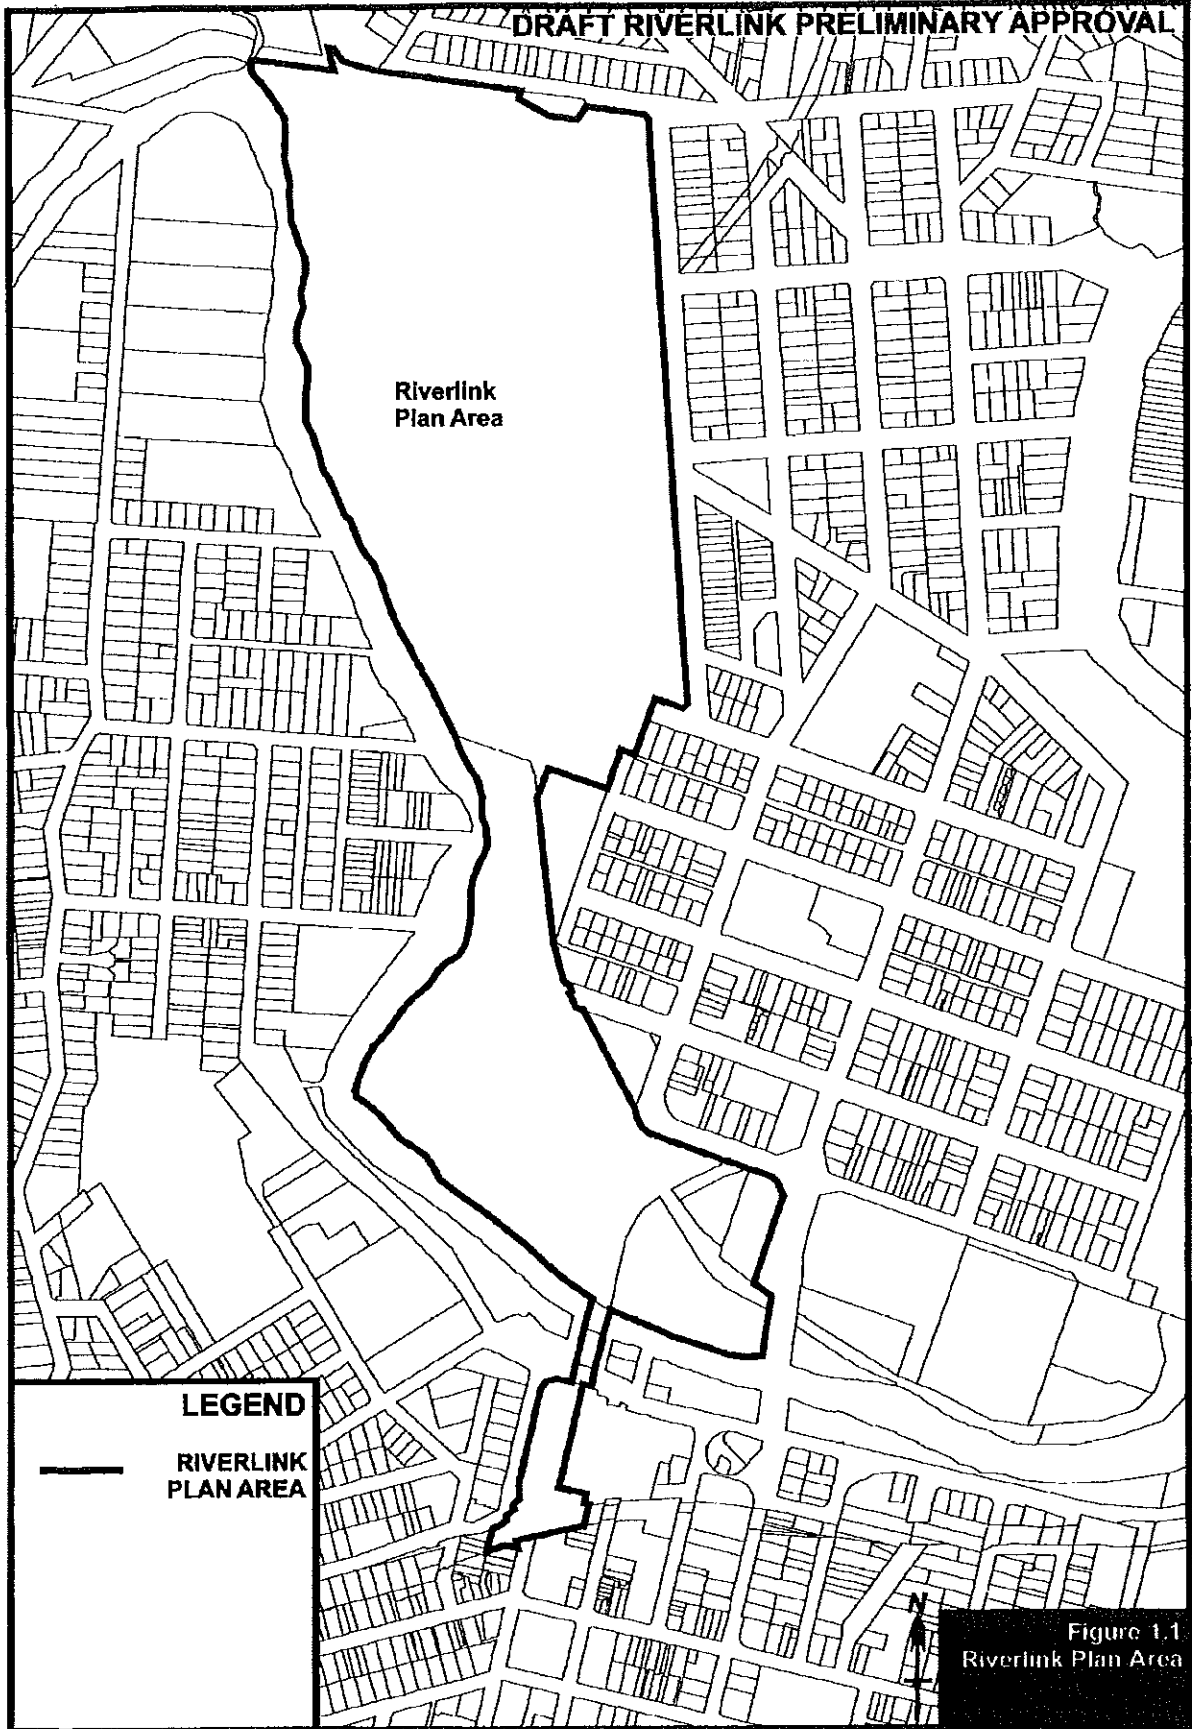 DRAFT RIVERLINK PRELIMINARY APPROVAL
Riverlink
Plan Area
LEGEND
RIVERLINK
PLAN AREA
N
Figure 1.1
Riverlink Plan Area